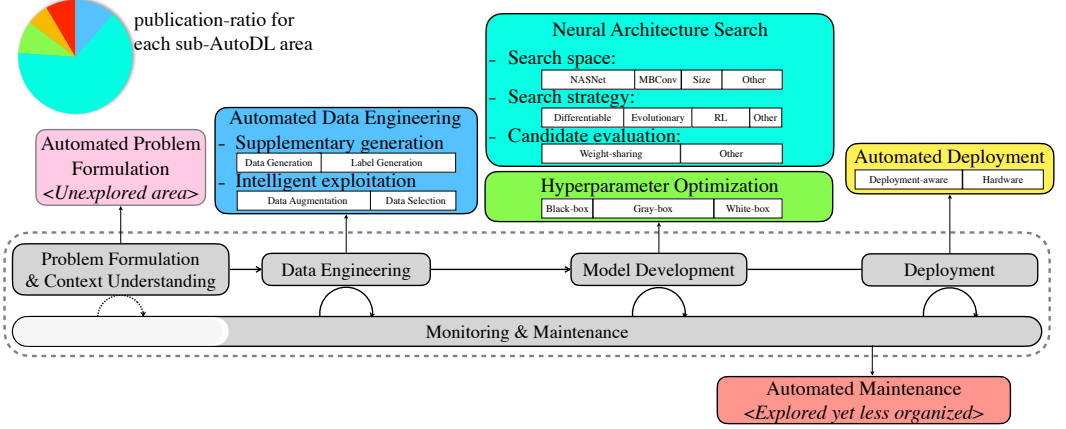 publication-ratio for
each sub-AutoDL area
Neural Architecture Search
- Search space:
NASNet MBConv Size Other
- Search strategy:
Differentiable Evolutionary RL Other
- Candidate evaluation:
Weight-sharing Other
Automated Data Engineering
- Supplementary generation
Data Generation Label Generation
- Intelligent exploitation
Data Augmentation Data Selection
Automated Problem
Formulation
<Unexplored area>
Hyperparameter Optimization
Black-box Gray-box White-box
Automated Deployment
Deployment-aware Hardware
Problem Formulation
& Context Understanding
Data Engineering
Model Development
Deployment
Monitoring & Maintenance
Automated Maintenance
<Explored yet less organized>